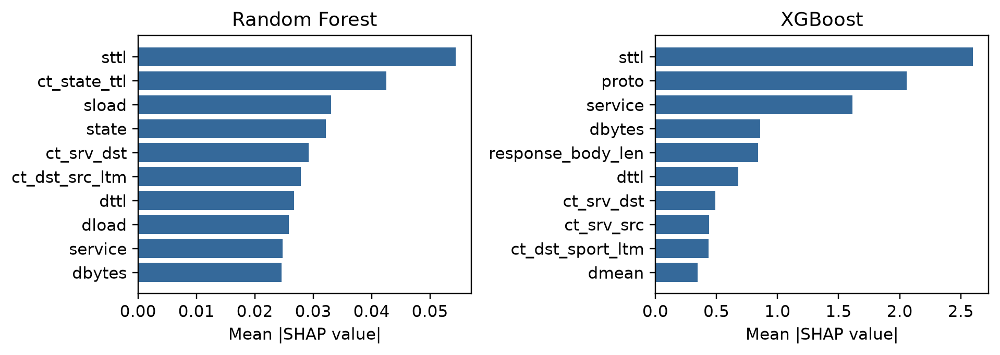 Random Forest
sttl
ct_state_ttl
sload
state
ct_srv_dst
ct_dst_src_ltm
dttl
dload
service
dbytes
0.00 0.01 0.02 0.03 0.04 0.05
Mean |SHAP value|
XGBoost
sttl
proto
service
dbytes
response_body_len
dttl
ct_srv_dst
ct_srv_src
ct_dst_sport_ltm
dmean
0.0 0.5 1.0 1.5 2.0 2.5
Mean |SHAP value|